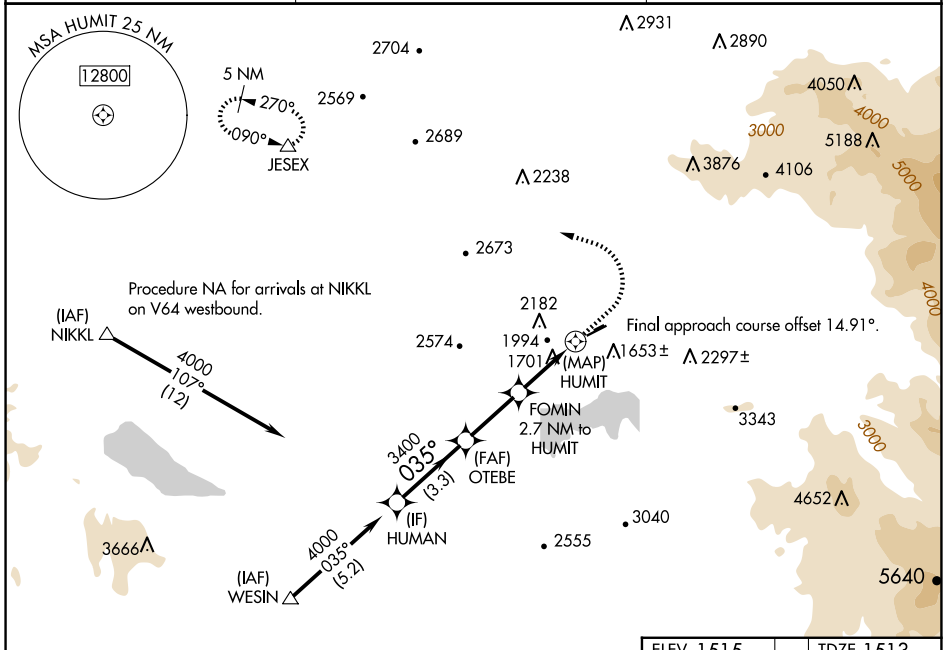 MSA HUMIT 25 NM
12800
5 NM
270°
090°
JESEX
2704
2569
2689
2931
2890
4050
4000
3000
5188
3876
4106
5000
2238
2673
4000
Procedure NA for arrivals at NIKKL
on V64 westbound.
(IAF)
NIKKL
4000
107°
(12)
2182
2574
1994
1701
(MAP)
HUMIT
Final approach course offset 14.91°.
1653±
2297±
FOMIN
2.7 NM to
HUMIT
3343
3000
3400
035°
(3.3)
(FAF)
OTEBE
(IF)
HUMAN
4652
3666
4000
035°
(5.2)
(IAF)
WESIN
2555
3040
5640
ELEV 1515
TDZE 1513